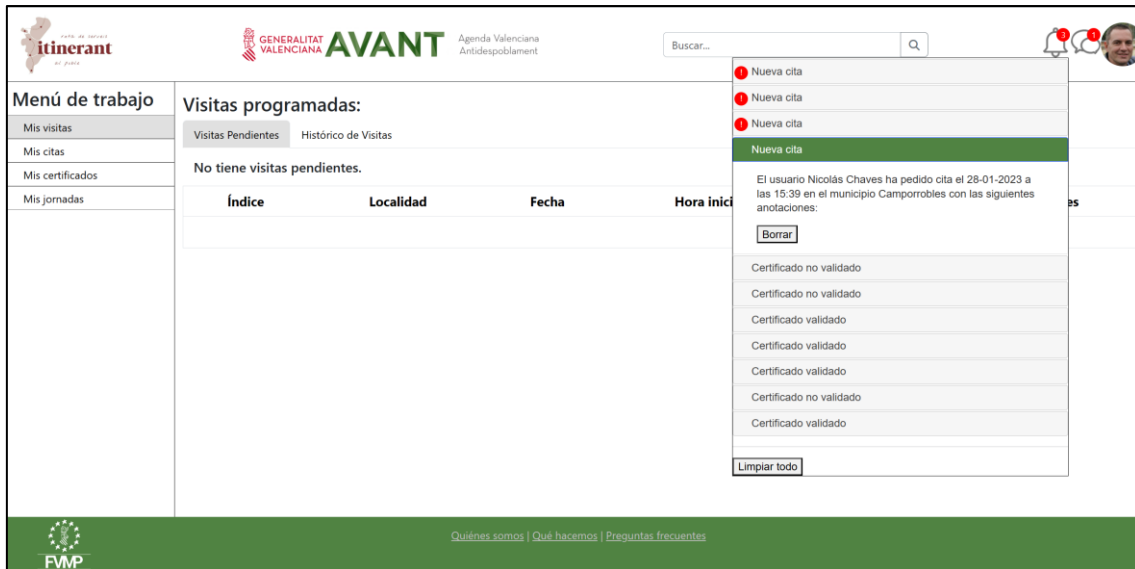 itinerant
GENERALITAT
VALENCIANA
AVANT
Agenda Valenciana
Antidespoblament
Buscar...
3
1
Menú de trabajo
Mis visitas
Mis citas
Mis certificados
Mis jornadas
Visitas programadas:
Visitas Pendientes Histórico de Visitas
No tiene visitas pendientes.
Índice Localidad Fecha Hora inici
es
! Nueva cita
! Nueva cita
! Nueva cita
Nueva cita
El usuario Nicolás Chaves ha pedido cita el 28-01-2023 a
las 15:39 en el municipio Camporrobles con las siguientes
anotaciones:
Borrar
Certificado no validado
Certificado no validado
Certificado validado
Certificado validado
Certificado validado
Certificado no validado
Certificado validado
Limpiar todo
FVMP
Quiénes somos | Qué hacemos | Preguntas frecuentes